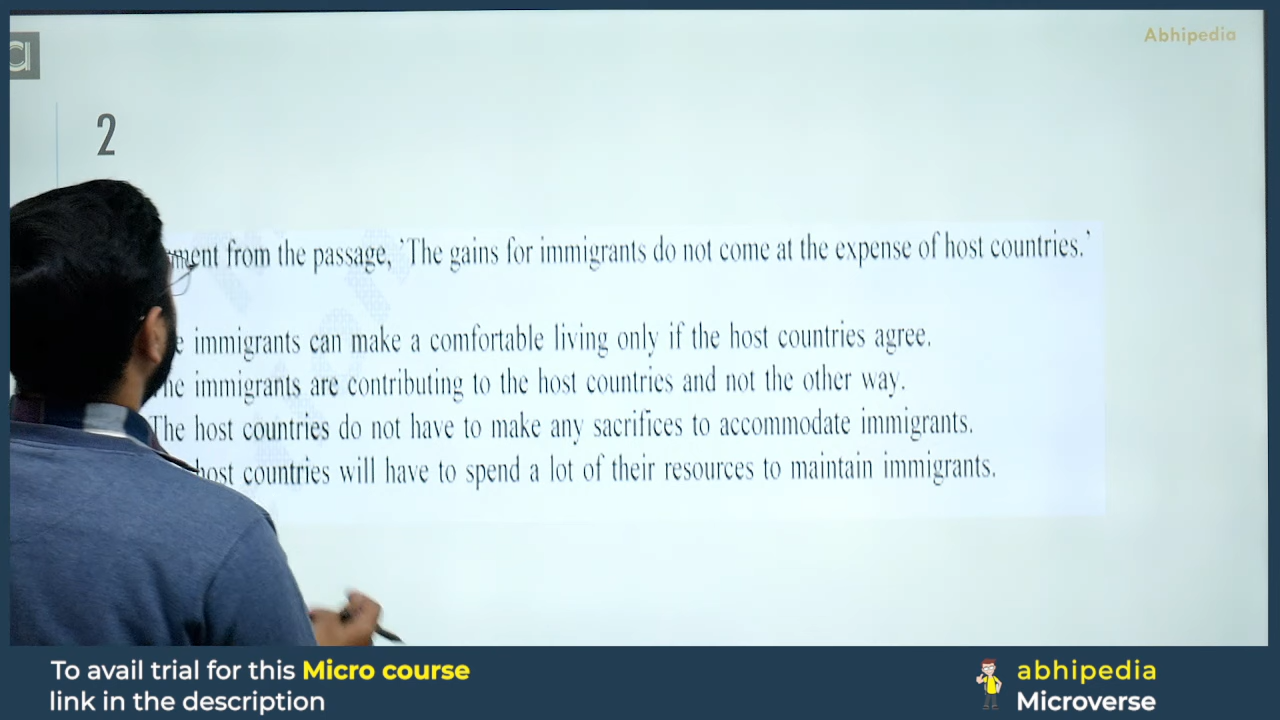 Abhipedia
a
2
from the passage, 'The gains for immigrants do not come at the expense of host countries.'
immigrants can make a comfortable living only if the host countries agree.
immigrants are contributing to the host countries and not the other way.
The host countries do not have to make any sacrifices to accommodate immigrants.
host countries will have to spend a lot of their resources to maintain immigrants.
To avail trial for this Micro course
link in the description
abhipedia
Microverse